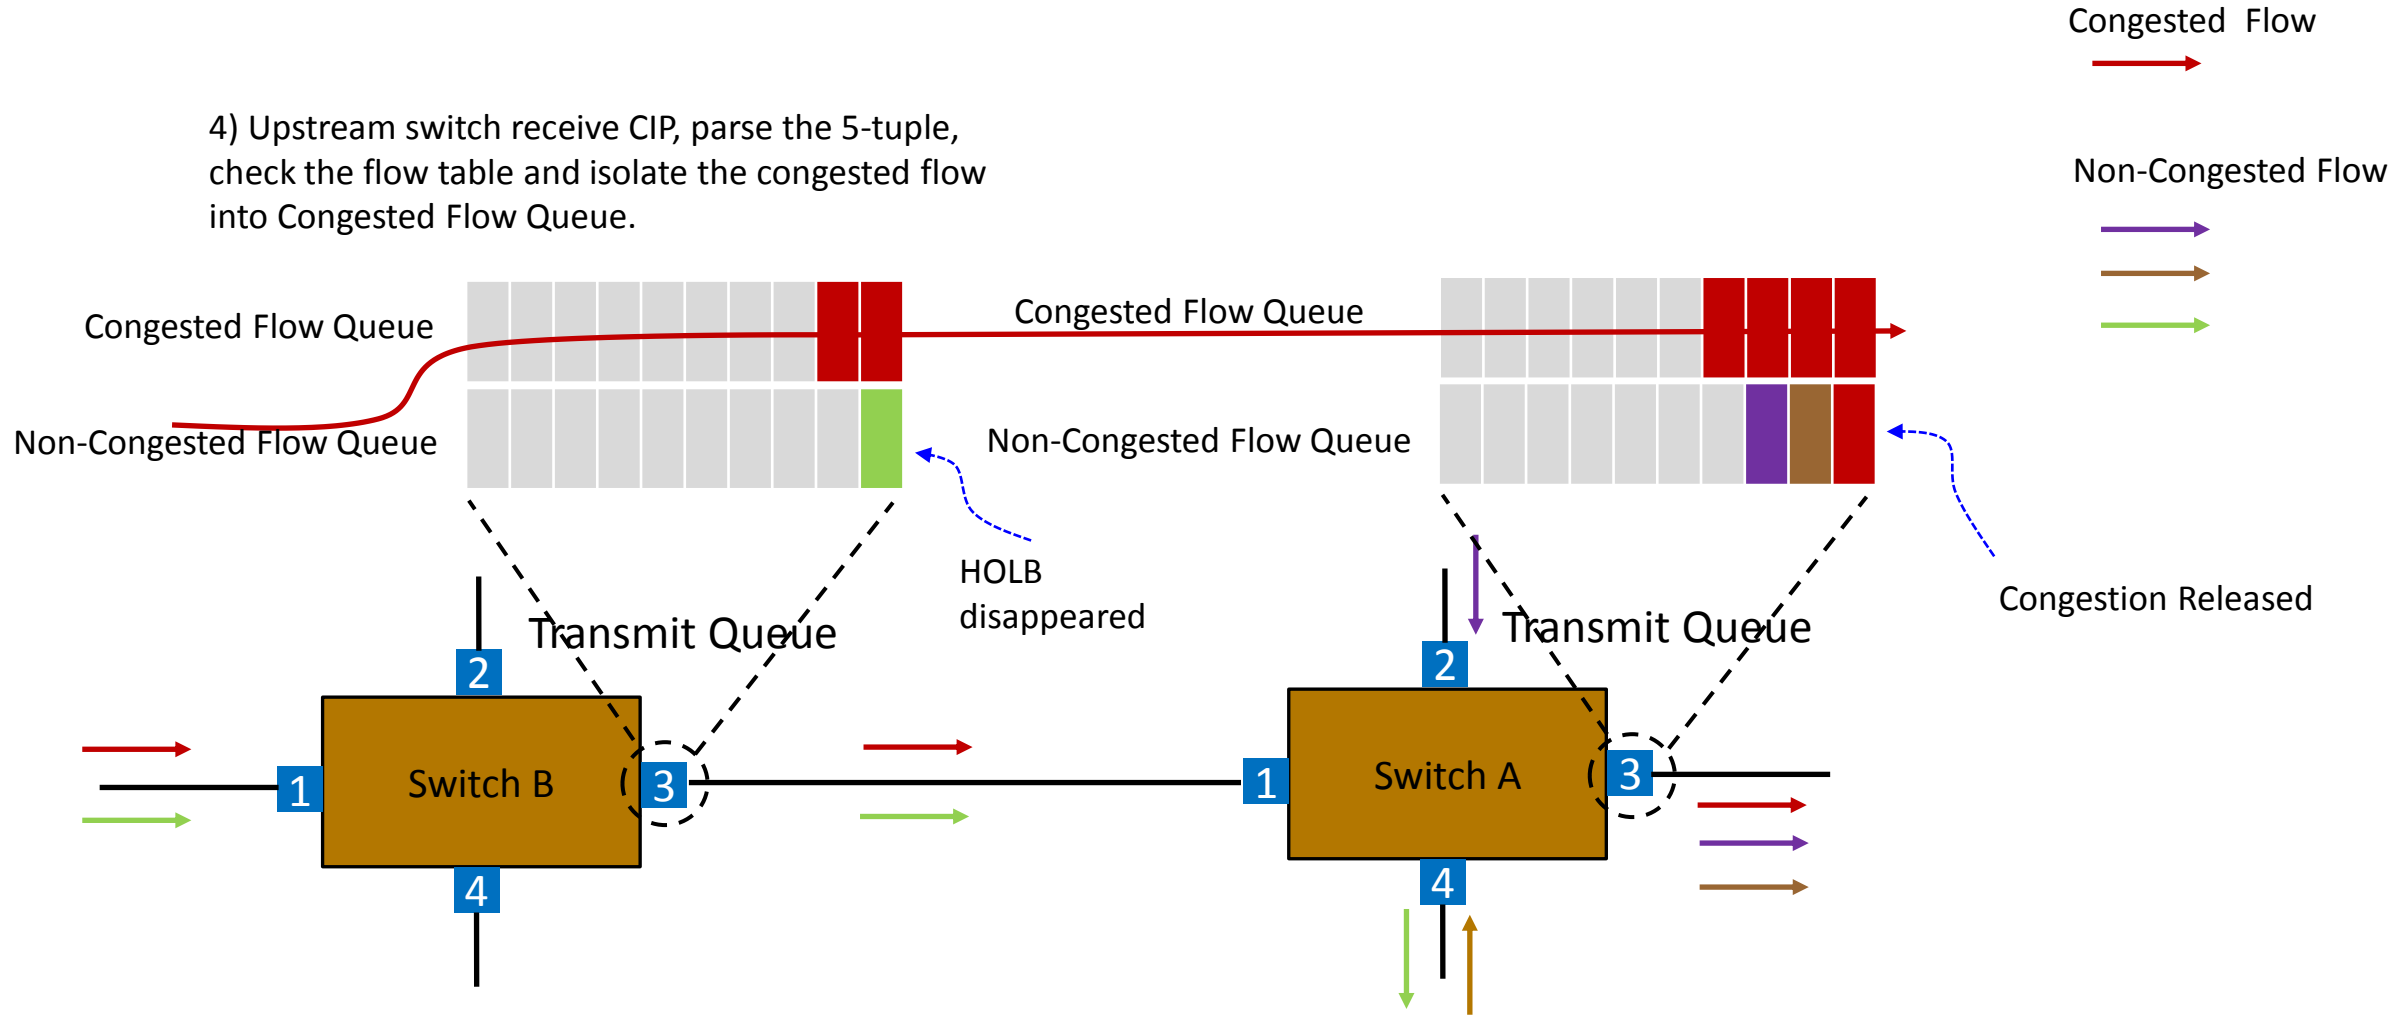 Congested Flow
Non-Congested Flow
4) Upstream switch receive CIP, parse the 5-tuple,
check the flow table and isolate the congested flow
into Congested Flow Queue.
Congested Flow Queue
Non-Congested Flow Queue
Congested Flow Queue
Non-Congested Flow Queue
HOLB
disappeared
Congestion Released
Transmit Queue
Transmit Queue
2
1
Switch B
3
4
2
1
Switch A
3
4